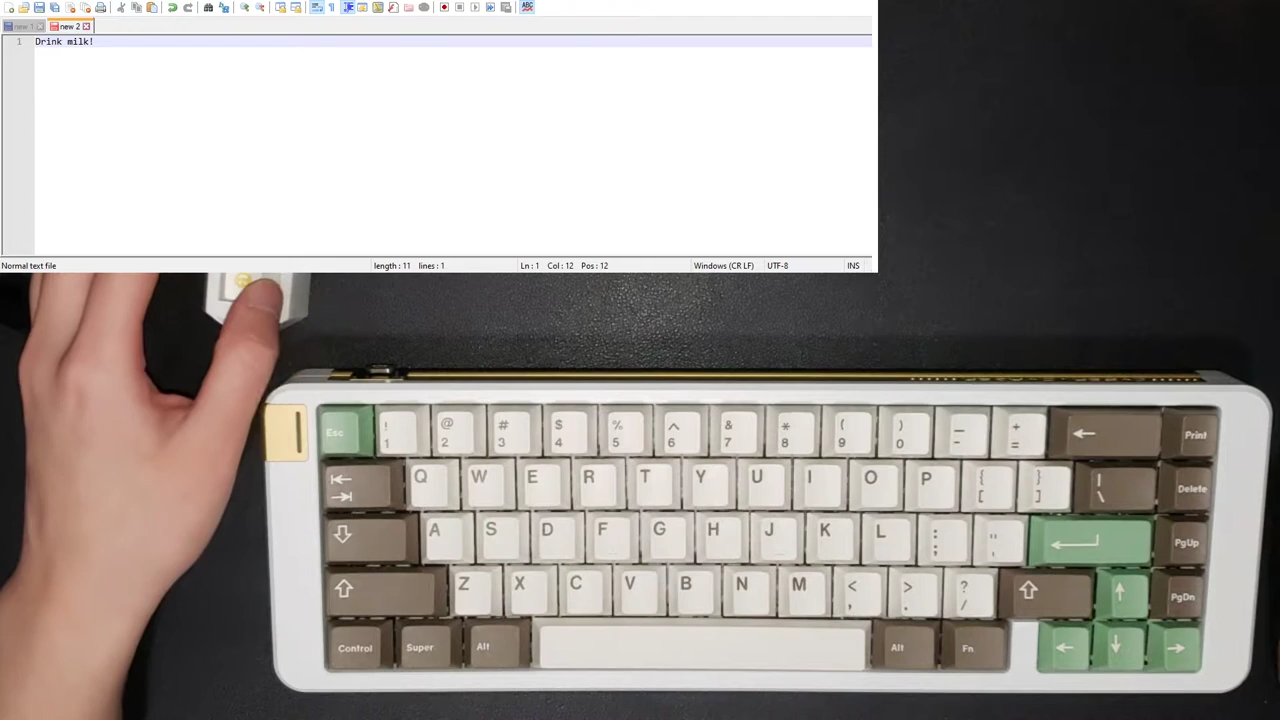 new 1 new 2
1 Drink milk!
Normal text file length : 11 lines : 1 Ln : 1 Col : 12 Pos : 12 Windows (CR LF) UTF-8 INS
Esc ! 1 @ 2 # 3 $ 4 % 5 ^ 6 & 7 * 8 ( 9 ) 0 _ - + = ← Print
Q W E R T Y U I O P { [ } ] | \ Delete
A S D F G H J K L : ; " ' PgUp
Z X C V B N M < , > . ? / ↑ PgDn
Control Super Alt Alt Fn ← ↓ →